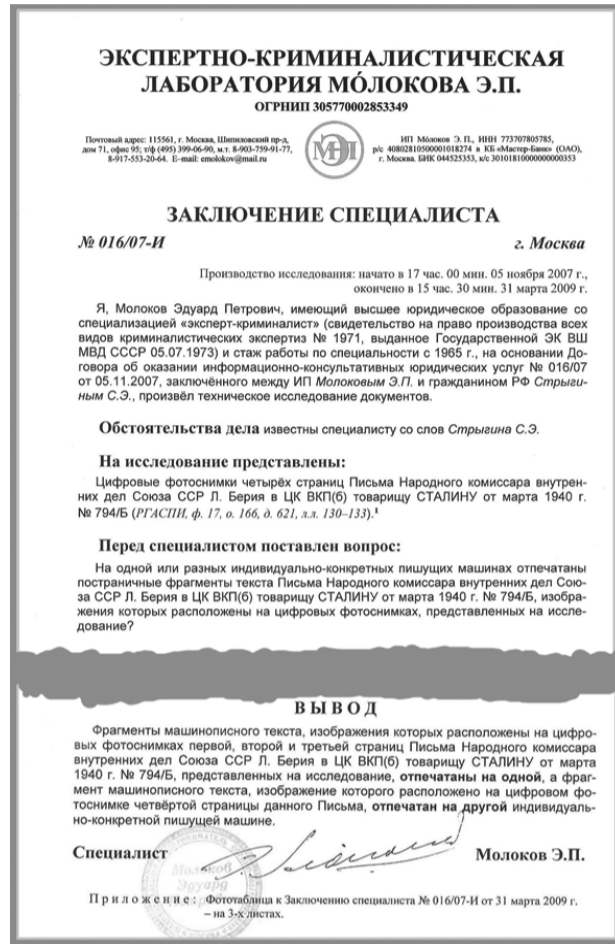 ЭКСПЕРТНО-КРИМИНАЛИСТИЧЕСКАЯ
ЛАБОРАТОРИЯ МО́ЛОКОВА Э.П.
ОГРНИП 305770002853349
Почтовый адрес: 115561, г. Москва, Шипиловский пр-д,
дом 71, офис 95; т/ф (495) 399-06-90, м.т. 8-903-759-91-77,
8-917-553-20-64. E-mail: emolokov@mail.ru
МЭП
ИП Мо́локов Э. П., ИНН 773707805785,
р/с 40802810500001018274 в КБ «Мастер-Банк» (ОАО),
г. Москва. БИК 044525353, к/с 30101810000000000353
ЗАКЛЮЧЕНИЕ СПЕЦИАЛИСТА
№ 016/07-И г. Москва
Производство исследования: начато в 17 час. 00 мин. 05 ноября 2007 г.,
окончено в 15 час. 30 мин. 31 марта 2009 г.
Я, Молоков Эдуард Петрович, имеющий высшее юридическое образование со
специализацией «эксперт-криминалист» (свидетельство на право производства всех
видов криминалистических экспертиз № 1971, выданное Государственной ЭК ВШ
МВД СССР 05.07.1973) и стаж работы по специальности с 1965 г., на основании До-
говора об оказании информационно-консультативных юридических услуг № 016/07
от 05.11.2007, заключённого между ИП Молоковым Э.П. и гражданином РФ Стрыги-
ным С.Э., произвёл техническое исследование документов.
Обстоятельства дела известны специалисту со слов Стрыгина С.Э.
На исследование представлены:
Цифровые фотоснимки четырёх страниц Письма Народного комиссара внутрен-
них дел Союза ССР Л. Берия в ЦК ВКП(б) товарищу СТАЛИНУ от марта 1940 г.
№ 794/Б (РГАСПИ, ф. 17, о. 166, д. 621, л.л. 130–133).¹
Перед специалистом поставлен вопрос:
На одной или разных индивидуально-конкретных пишущих машинах отпечатаны
постраничные фрагменты текста Письма Народного комиссара внутренних дел Сою-
за ССР Л. Берия в ЦК ВКП(б) товарищу СТАЛИНУ от марта 1940 г. № 794/Б, изобра-
жения которых расположены на цифровых фотоснимках, представленных на иссле-
дование?
ВЫВОД
Фрагменты машинописного текста, изображения которых расположены на цифро-
вых фотоснимках первой, второй и третьей страниц Письма Народного комиссара
внутренних дел Союза ССР Л. Берия в ЦК ВКП(б) товарищу СТАЛИНУ от марта
1940 г. № 794/Б, представленных на исследование, отпечатаны на одной, а фраг-
мент машинописного текста, изображение которого расположено на цифровом фо-
тоснимке четвёртой страницы данного Письма, отпечатан на другой индивидуаль-
но-конкретной пишущей машине.
Специалист Молоков Э.П.
Молоков
Эдуард
Приложение: Фототаблица к Заключению специалиста № 016/07-И от 31 марта 2009 г.
– на 3-х листах.